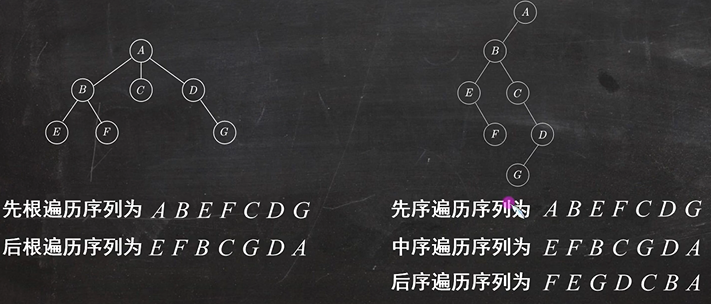 A
B
C
D
E
F
G
先根遍历序列为 A B E F C D G
后根遍历序列为 E F B C G D A
A
B
E
C
F
D
G
先序遍历序列为 A B E F C D G
中序遍历序列为 E F B C G D A
后序遍历序列为 F E G D C B A